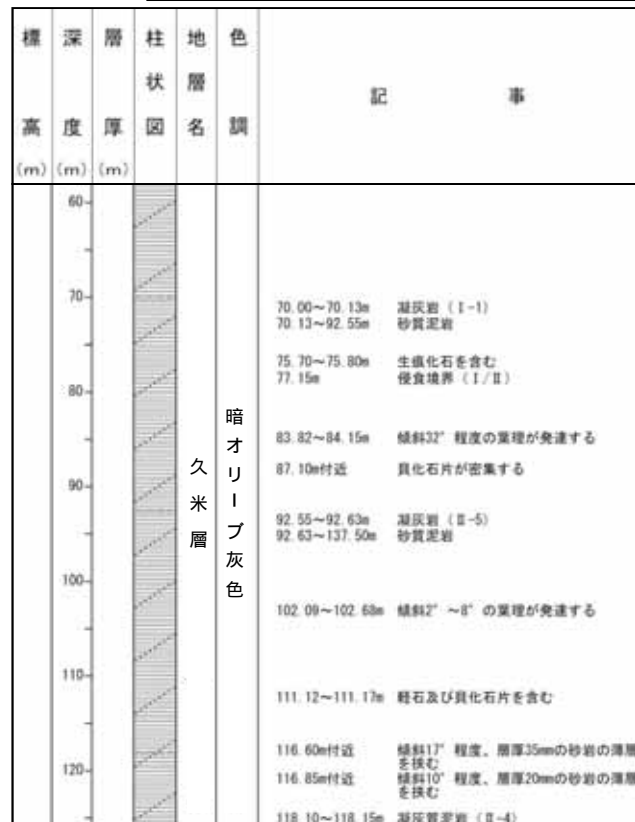 標高(m) 深度(m) 層厚(m) 柱状図 地層名 色調 記事
60
70
70.00～70.13m 凝灰岩（Ⅰ-1）
70.13～92.55m 砂質泥岩
75.70～75.80m 生痕化石を含む
77.15m 侵食境界（Ⅰ/Ⅱ）
80
83.82～84.15m 傾斜32°程度の葉理が発達する
87.10m付近 貝化石片が密集する
90
久米層
暗オリーブ灰色
92.55～92.63m 凝灰岩（Ⅱ-5）
92.63～137.50m 砂質泥岩
100
102.09～102.68m 傾斜2°～8°の葉理が発達する
110
111.12～111.17m 軽石及び貝化石片を含む
116.60m付近 傾斜17°程度、層厚35mmの砂岩の薄層
を挟む
120
116.85m付近 傾斜10°程度、層厚20mmの砂岩の薄層
を挟む
118.10～118.15m 凝灰質泥岩（Ⅱ-4）